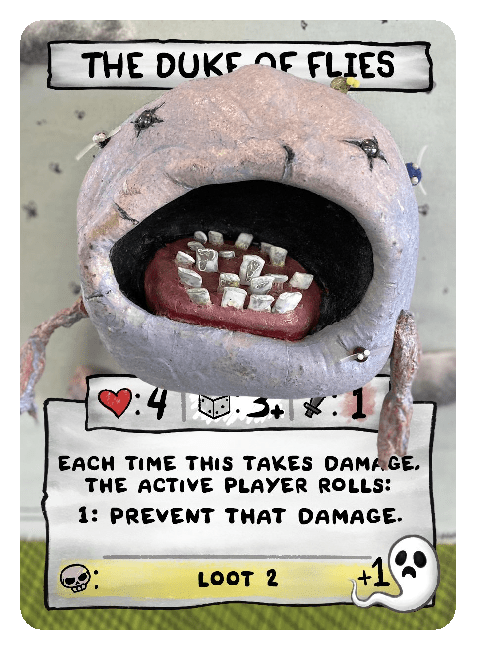 THE DUKE OF FLIES
:4 :3+ :1
EACH TIME THIS TAKES DAMAGE,
THE ACTIVE PLAYER ROLLS:
1: PREVENT THAT DAMAGE.
: LOOT 2 +1